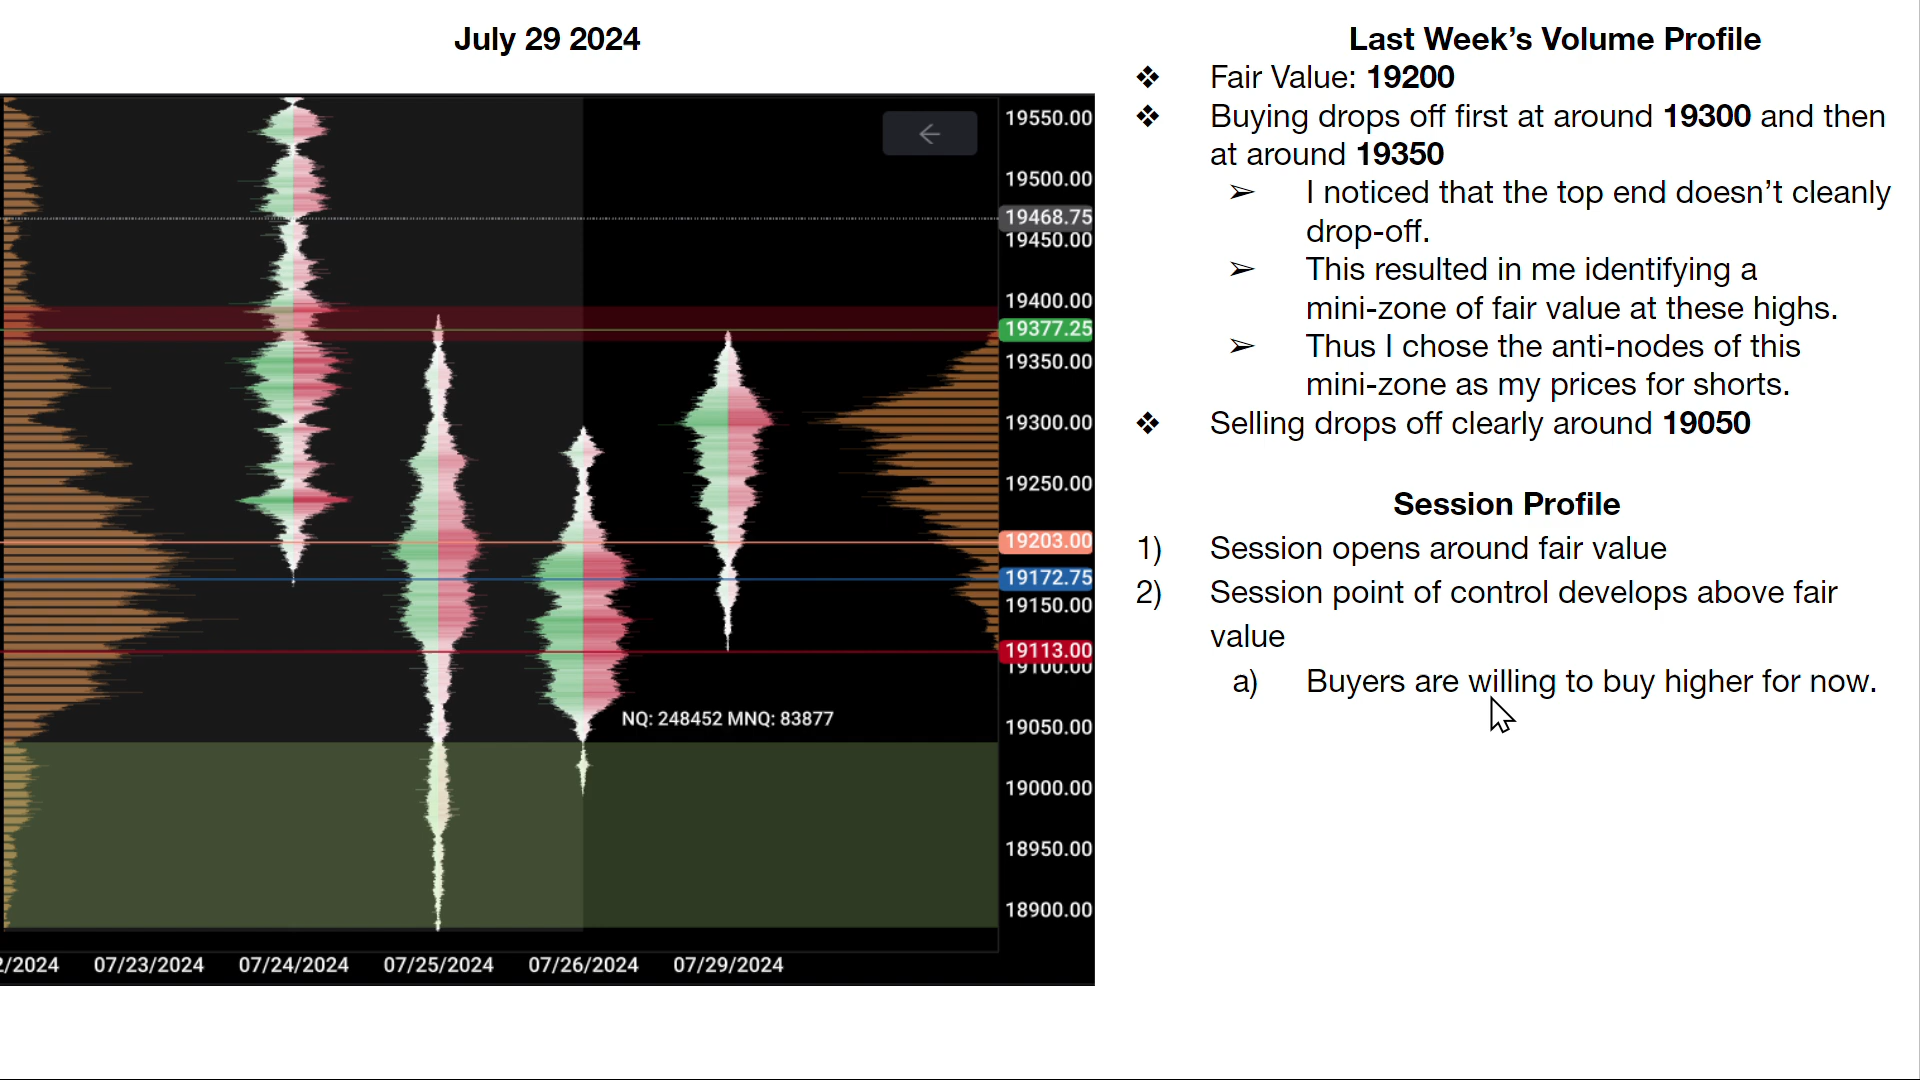 July 29 2024
19550.00
19500.00
19468.75
19450.00
19400.00
19377.25
19350.00
19300.00
19250.00
19203.00
19172.75
19150.00
19113.00
19100.00
NQ: 248452 MNQ: 83877
19050.00
19000.00
18950.00
18900.00
2/2024 07/23/2024 07/24/2024 07/25/2024 07/26/2024 07/29/2024
Last Week’s Volume Profile
❖ Fair Value: 19200
❖ Buying drops off first at around 19300 and then
at around 19350
➢ I noticed that the top end doesn’t cleanly
drop-off.
➢ This resulted in me identifying a
mini-zone of fair value at these highs.
➢ Thus I chose the anti-nodes of this
mini-zone as my prices for shorts.
❖ Selling drops off clearly around 19050
Session Profile
1) Session opens around fair value
2) Session point of control develops above fair
value
a) Buyers are willing to buy higher for now.